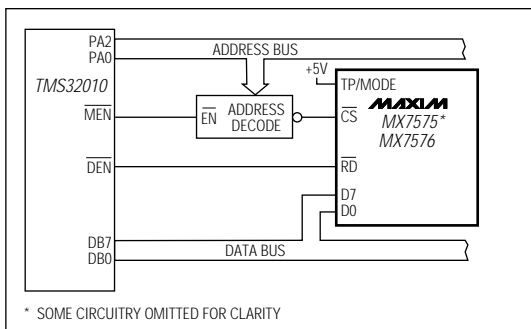 PA2
PA0
ADDRESS BUS
+5V
TMS32010
TP/MODE
MAXIM
MEN
EN
ADDRESS
DECODE
CS
MX7575*
MX7576
DEN
RD
D7
D0
DB7
DB0
DATA BUS
* SOME CIRCUITRY OMITTED FOR CLARITY